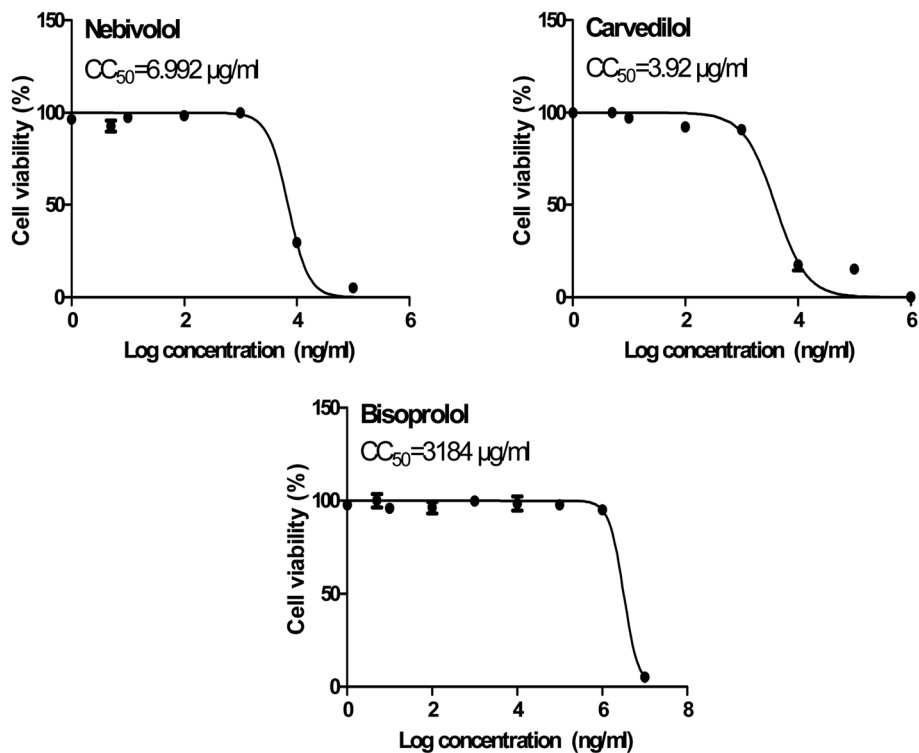 Nebivolol
CC50=6.992 µg/ml
150
100
50
0
Cell viability (%)
0 2 4 6
Log concentration (ng/ml)
Carvedilol
CC50=3.92 µg/ml
150
100
50
0
Cell viability (%)
0 2 4 6
Log concentration (ng/ml)
Bisoprolol
CC50=3184 µg/ml
150
100
50
0
Cell viability (%)
0 2 4 6 8
Log concentration (ng/ml)